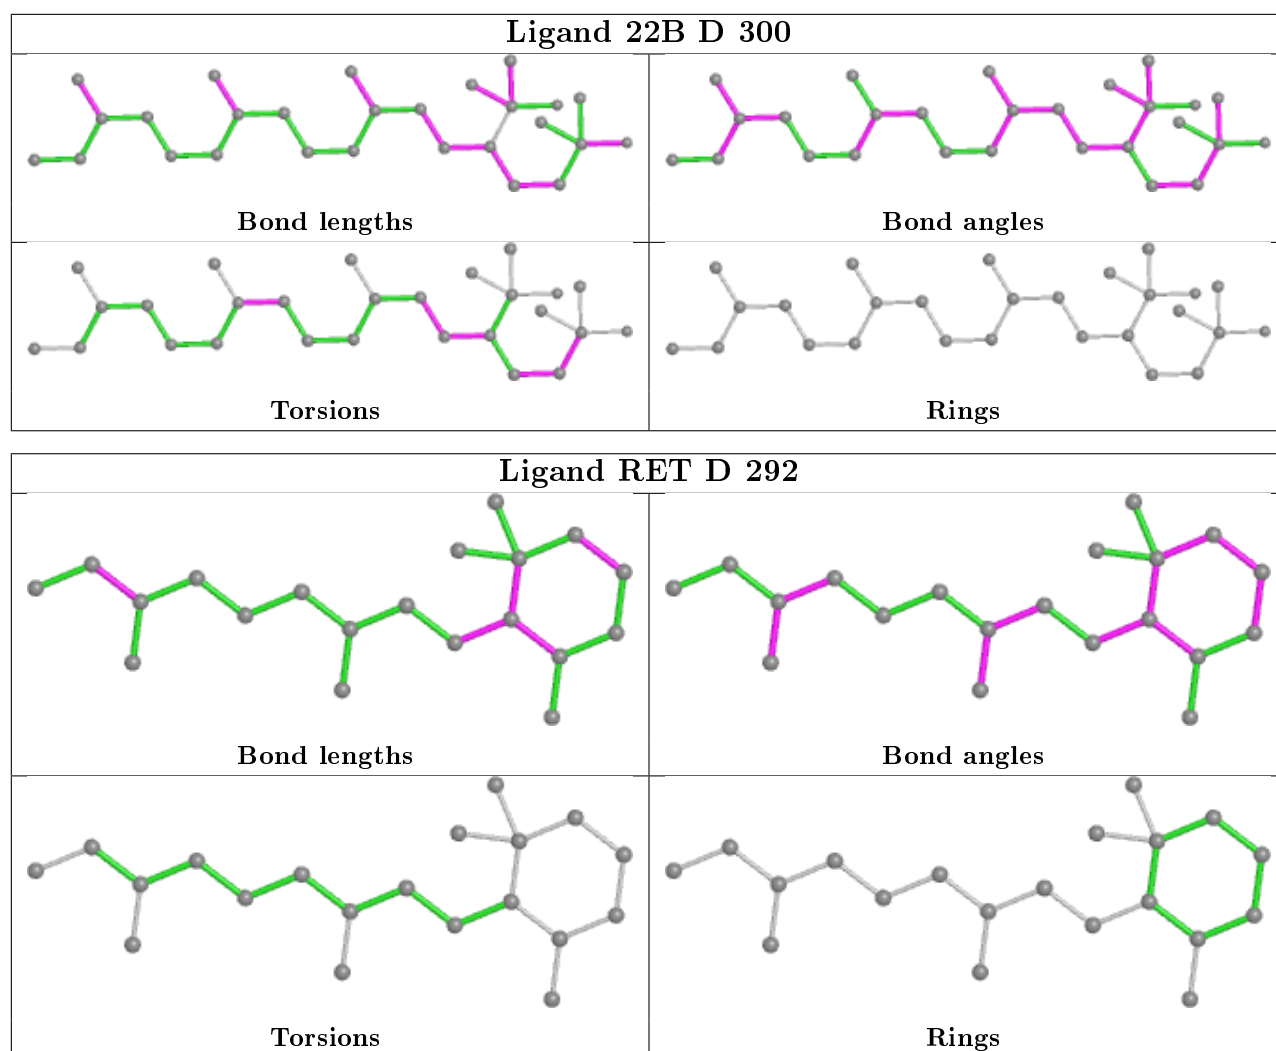 Ligand 22B D 300
Bond lengths
Bond angles
Torsions
Rings
Ligand RET D 292
Bond lengths
Bond angles
Torsions
Rings